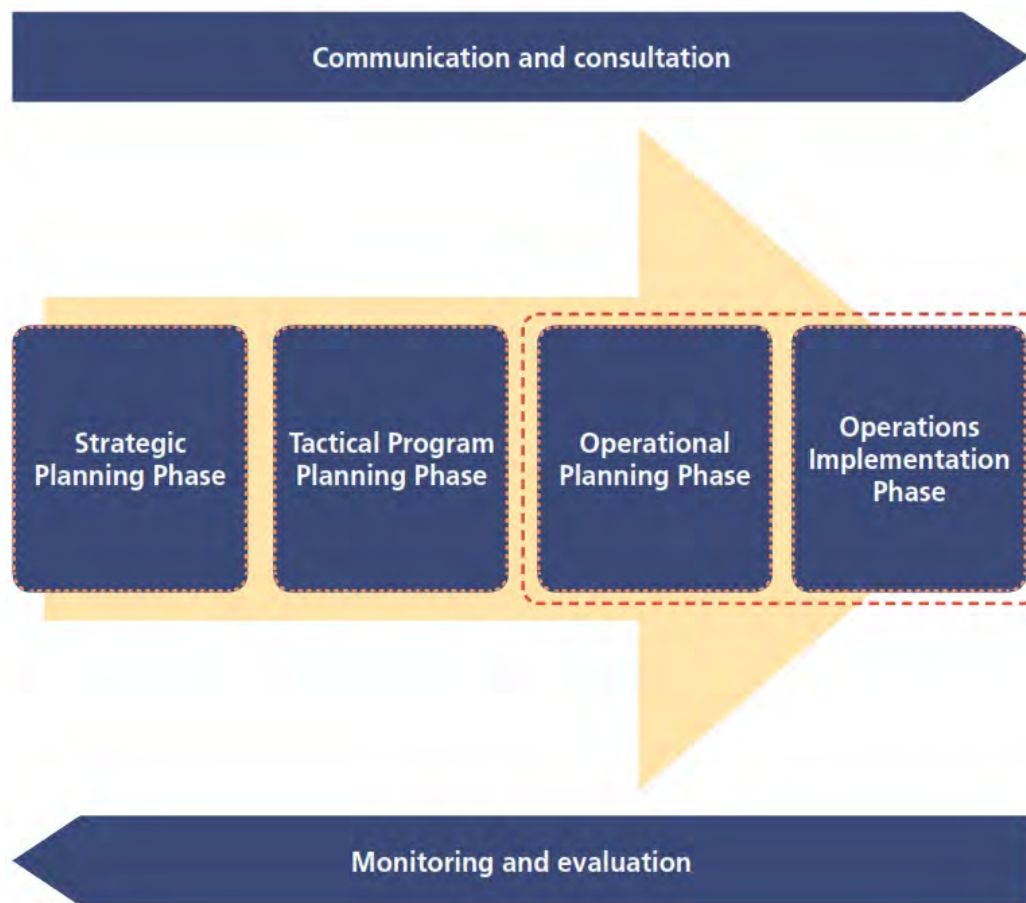 Communication and consultation
Strategic
Planning Phase
Tactical Program
Planning Phase
Operational
Planning Phase
Operations
Implementation
Phase
Monitoring and evaluation